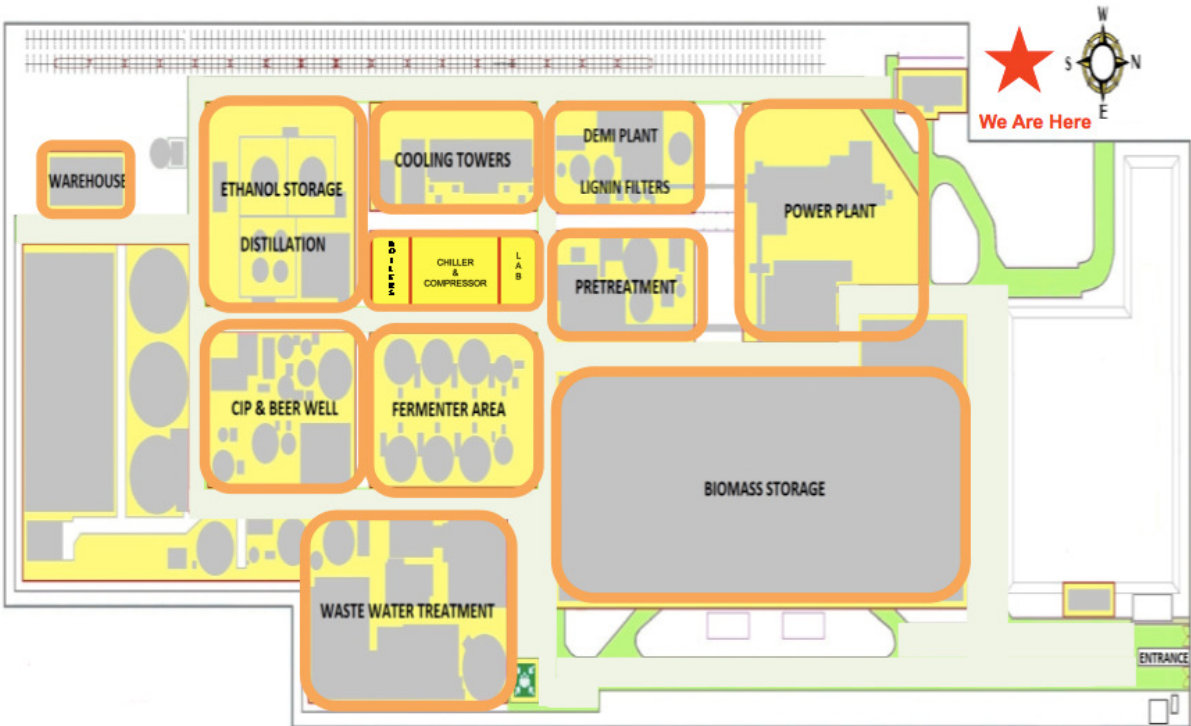 W
S N
E
We Are Here
WAREHOUSE
ETHANOL STORAGE
DISTILLATION
COOLING TOWERS
DEMI PLANT
LIGNIN FILTERS
POWER PLANT
BOILERS
CHILLER
&
COMPRESSOR
LAB
PRETREATMENT
CIP & BEER WELL
FERMENTER AREA
BIOMASS STORAGE
WASTE WATER TREATMENT
ENTRANCE